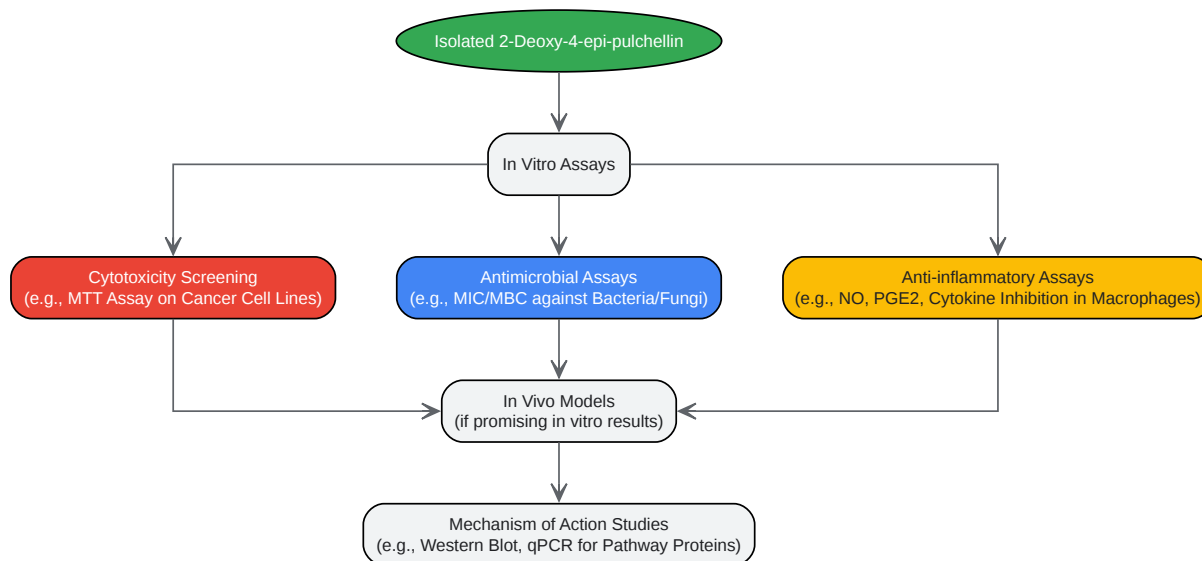 Isolated 2-Deoxy-4-epi-pulchellin
In Vitro Assays
Cytotoxicity Screening
(e.g., MTT Assay on Cancer Cell Lines)
Antimicrobial Assays
(e.g., MIC/MBC against Bacteria/Fungi)
Anti-inflammatory Assays
(e.g., NO, PGE2, Cytokine Inhibition in Macrophages)
In Vivo Models
(if promising in vitro results)
Mechanism of Action Studies
(e.g., Western Blot, qPCR for Pathway Proteins)